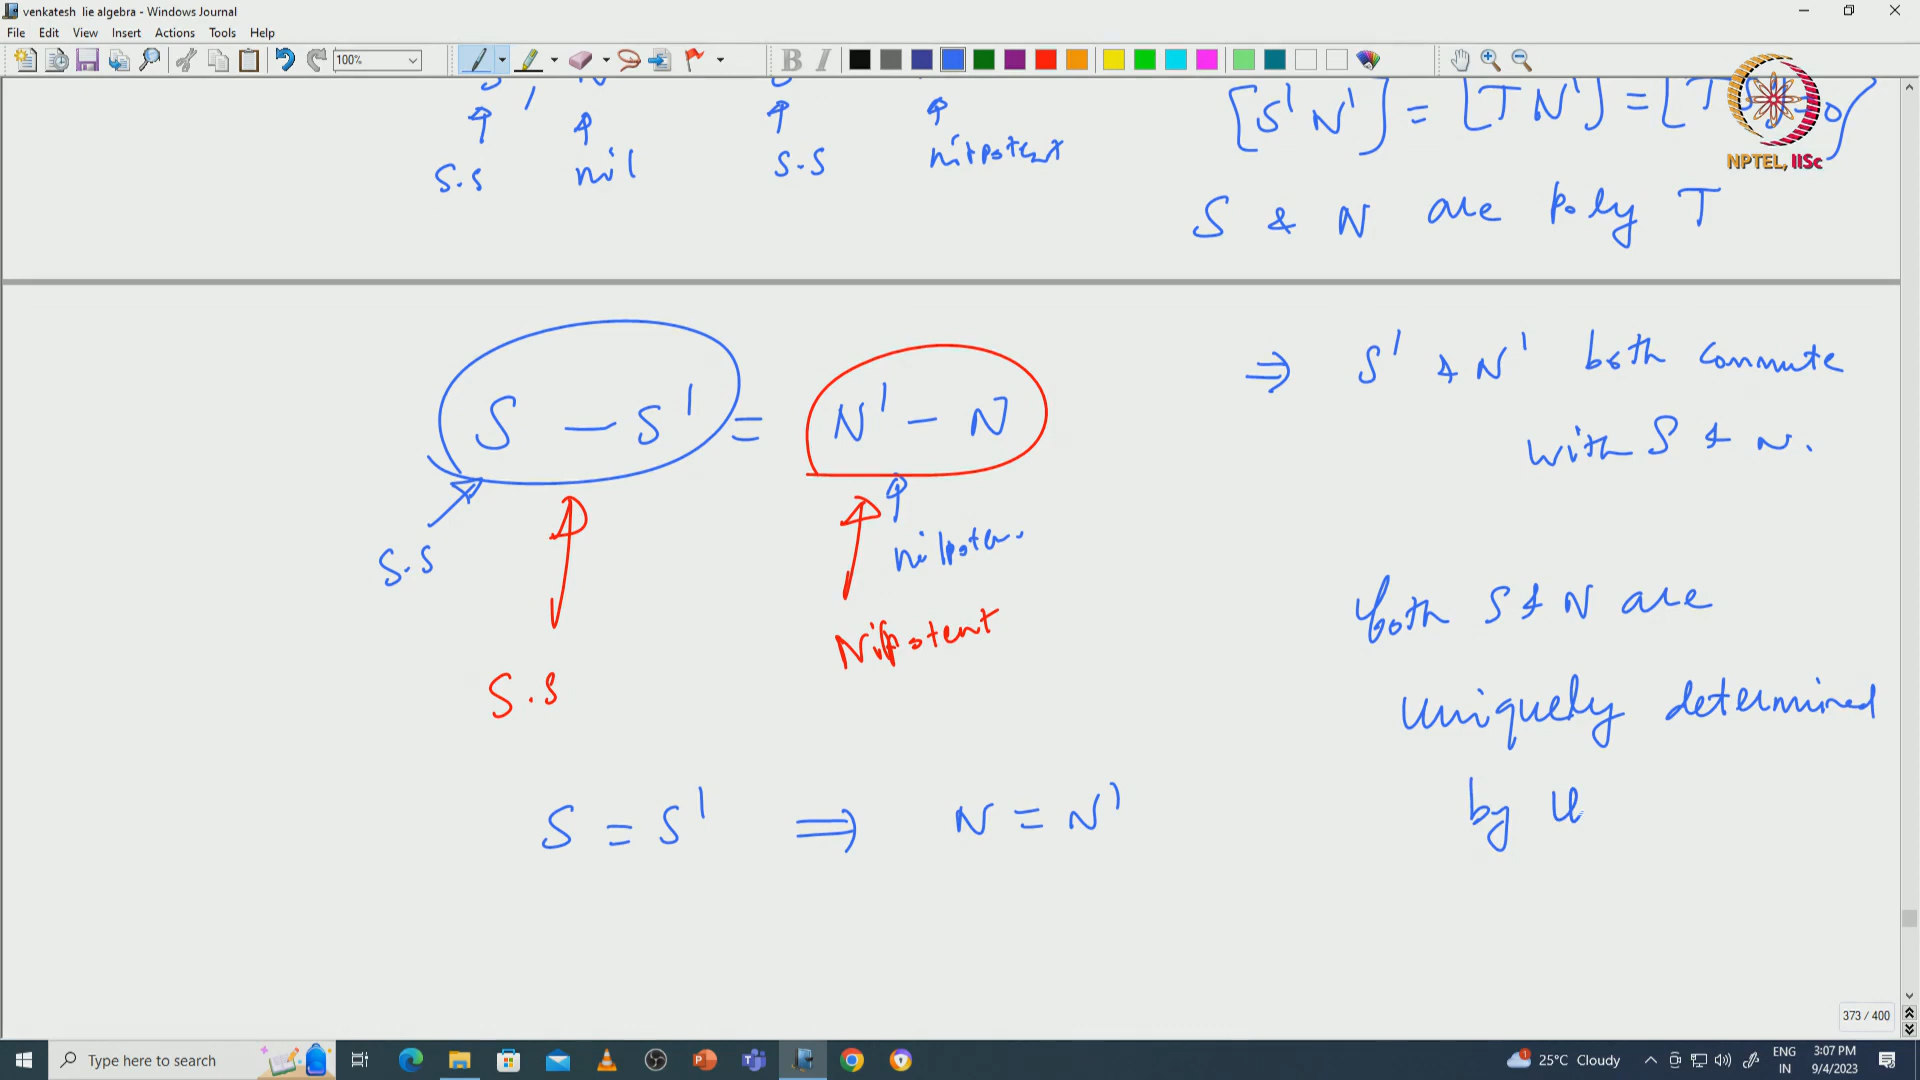 venkatesh lie algebra - Windows Journal
File Edit View Insert Actions Tools Help
100%
B I
NPTEL, IISc
[S' N'] = [T N'] = [T
S.S nil S.S nilpotent
S & N are poly T
S - S' = N' - N
⇒ S' & N' both commute
with S & N.
S.S nilpoten.
S.S Nilpotent
both S & N are
uniquely determined
by
S = S' ⟹ N = N'
373 / 400
Type here to search
25°C Cloudy
ENG
IN
3:07 PM
9/4/2023